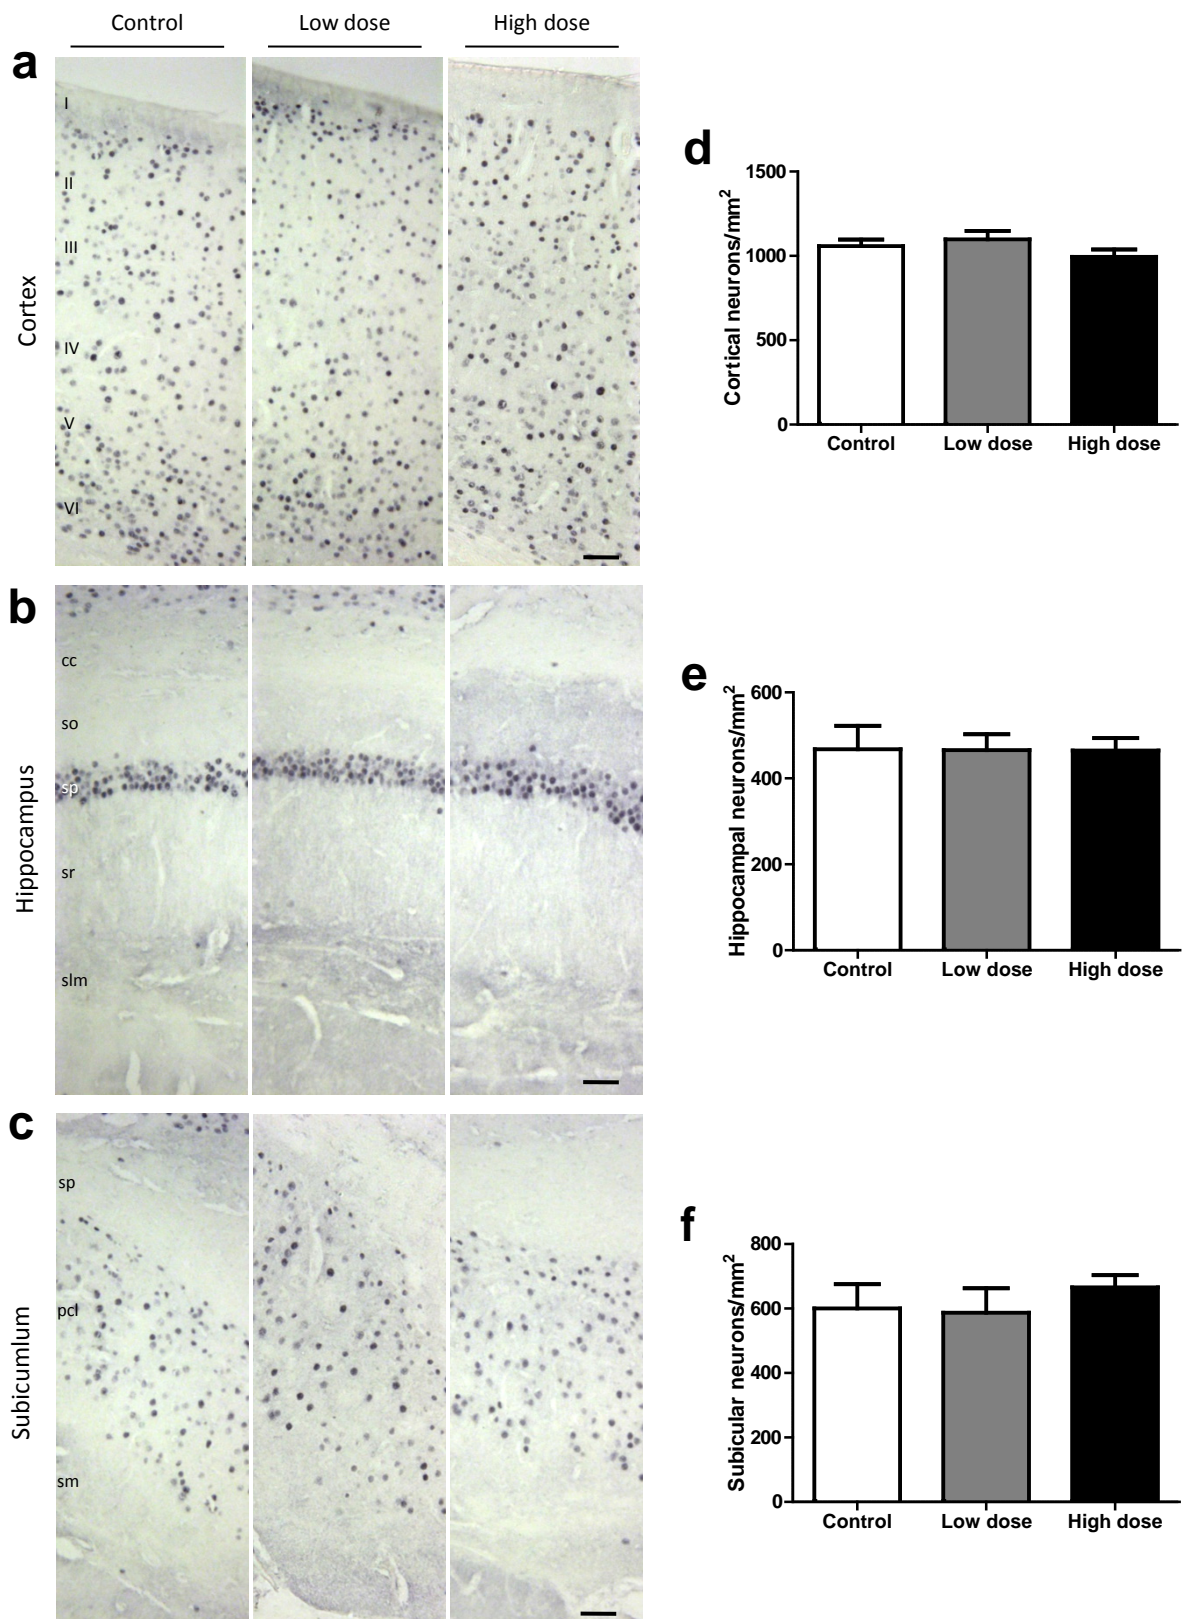 Control Low dose High dose
a
Cortex
I
II
III
IV
V
VI
b
Hippocampus
cc
so
sp
sr
slm
c
Subicumlum
sp
pcl
sm
d
Cortical neurons/mm²
1500
1000
500
0
Control Low dose High dose
e
Hippocampal neurons/mm²
600
400
200
0
Control Low dose High dose
f
Subicular neurons/mm²
800
600
400
200
0
Control Low dose High dose